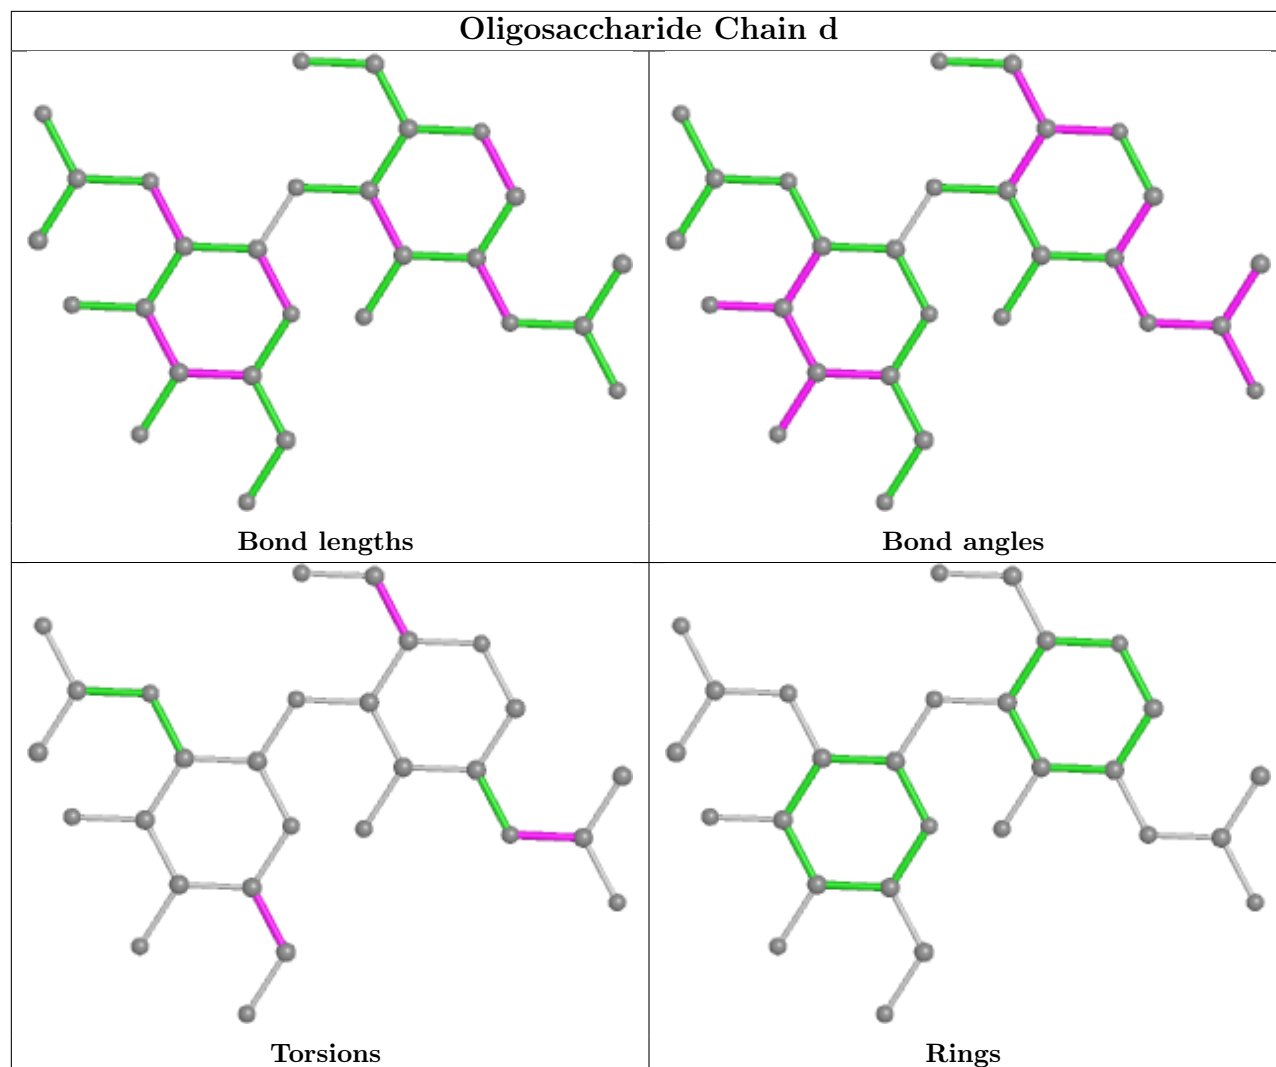 Oligosaccharide Chain d
Bond lengths
Bond angles
Torsions
Rings